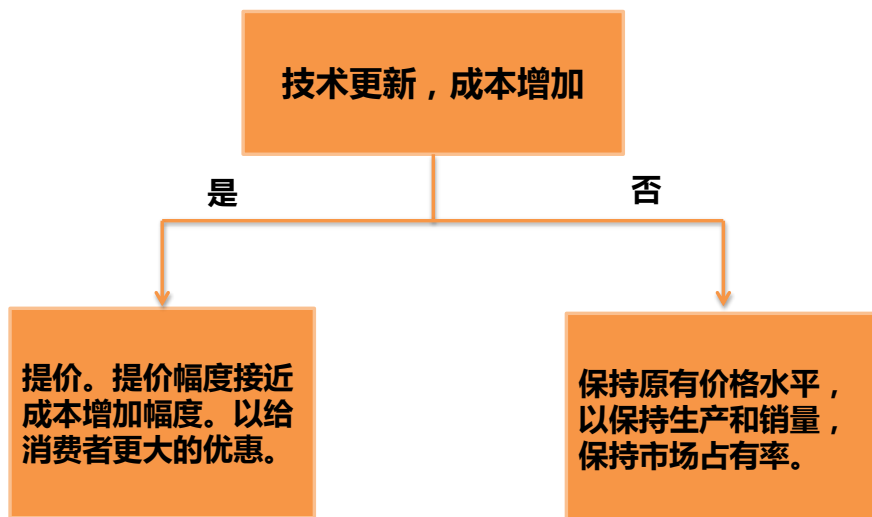 技术更新，成本增加
是
否
提价。提价幅度接近
成本增加幅度。以给
消费者更大的优惠。
保持原有价格水平，
以保持生产和销量，
保持市场占有率。